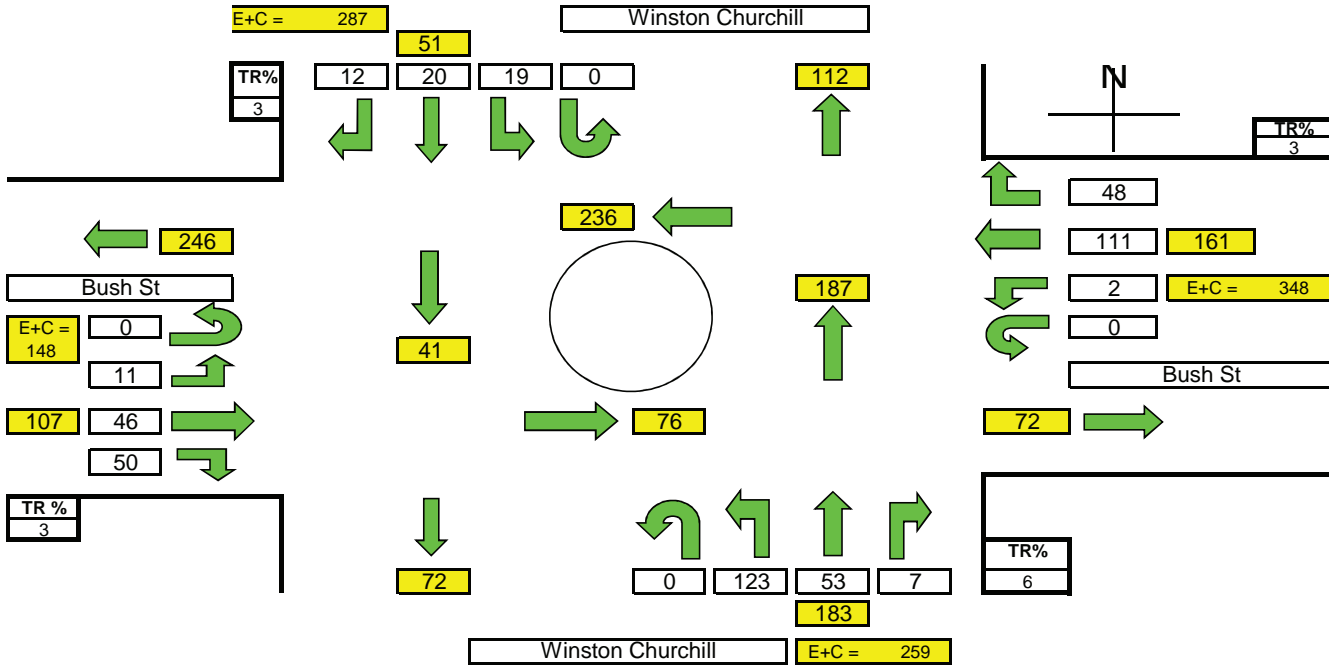 E+C = 287
Winston Churchill
51
TR%
12 20 19 0
112
N
3
TR%
3
48
236
246
111 161
Bush St
187
2 E+C = 348
E+C =
148
0
0
41
11
Bush St
107 46
76
72
50
TR %
3
TR%
72
0 123 53 7
6
183
Winston Churchill
E+C = 259